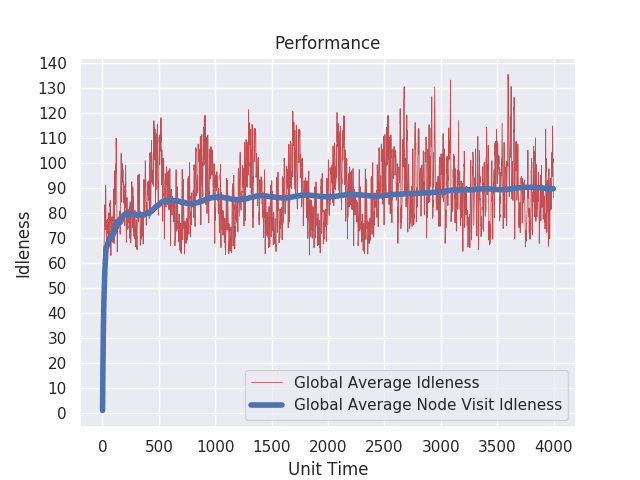 Performance
140
130
120
110
100
90
80
70
60
50
40
30
20
10
0
Idleness
Global Average Idleness
Global Average Node Visit Idleness
0 500 1000 1500 2000 2500 3000 3500 4000
Unit Time